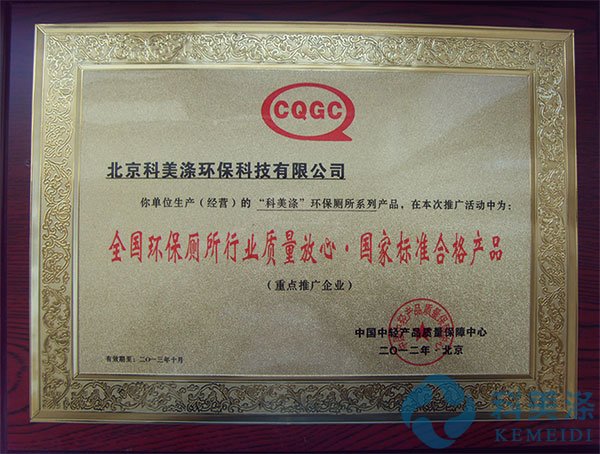 CQGC
北京科美涤环保科技有限公司
你单位生产（经营）的“科美涤”环保厕所系列产品，在本次推广活动中为：
全国环保厕所行业质量放心·国家标准合格产品
（重点推广企业）
中国中轻产品质量保障中心
二〇一二年·北京
有效期至：二〇一三年十月
科美涤
KEMEIDI